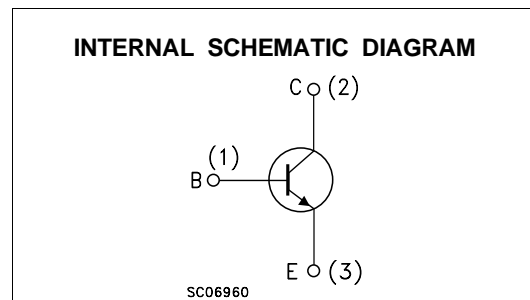 INTERNAL SCHEMATIC DIAGRAM
C (2)
(1)
B
E (3)
SC06960